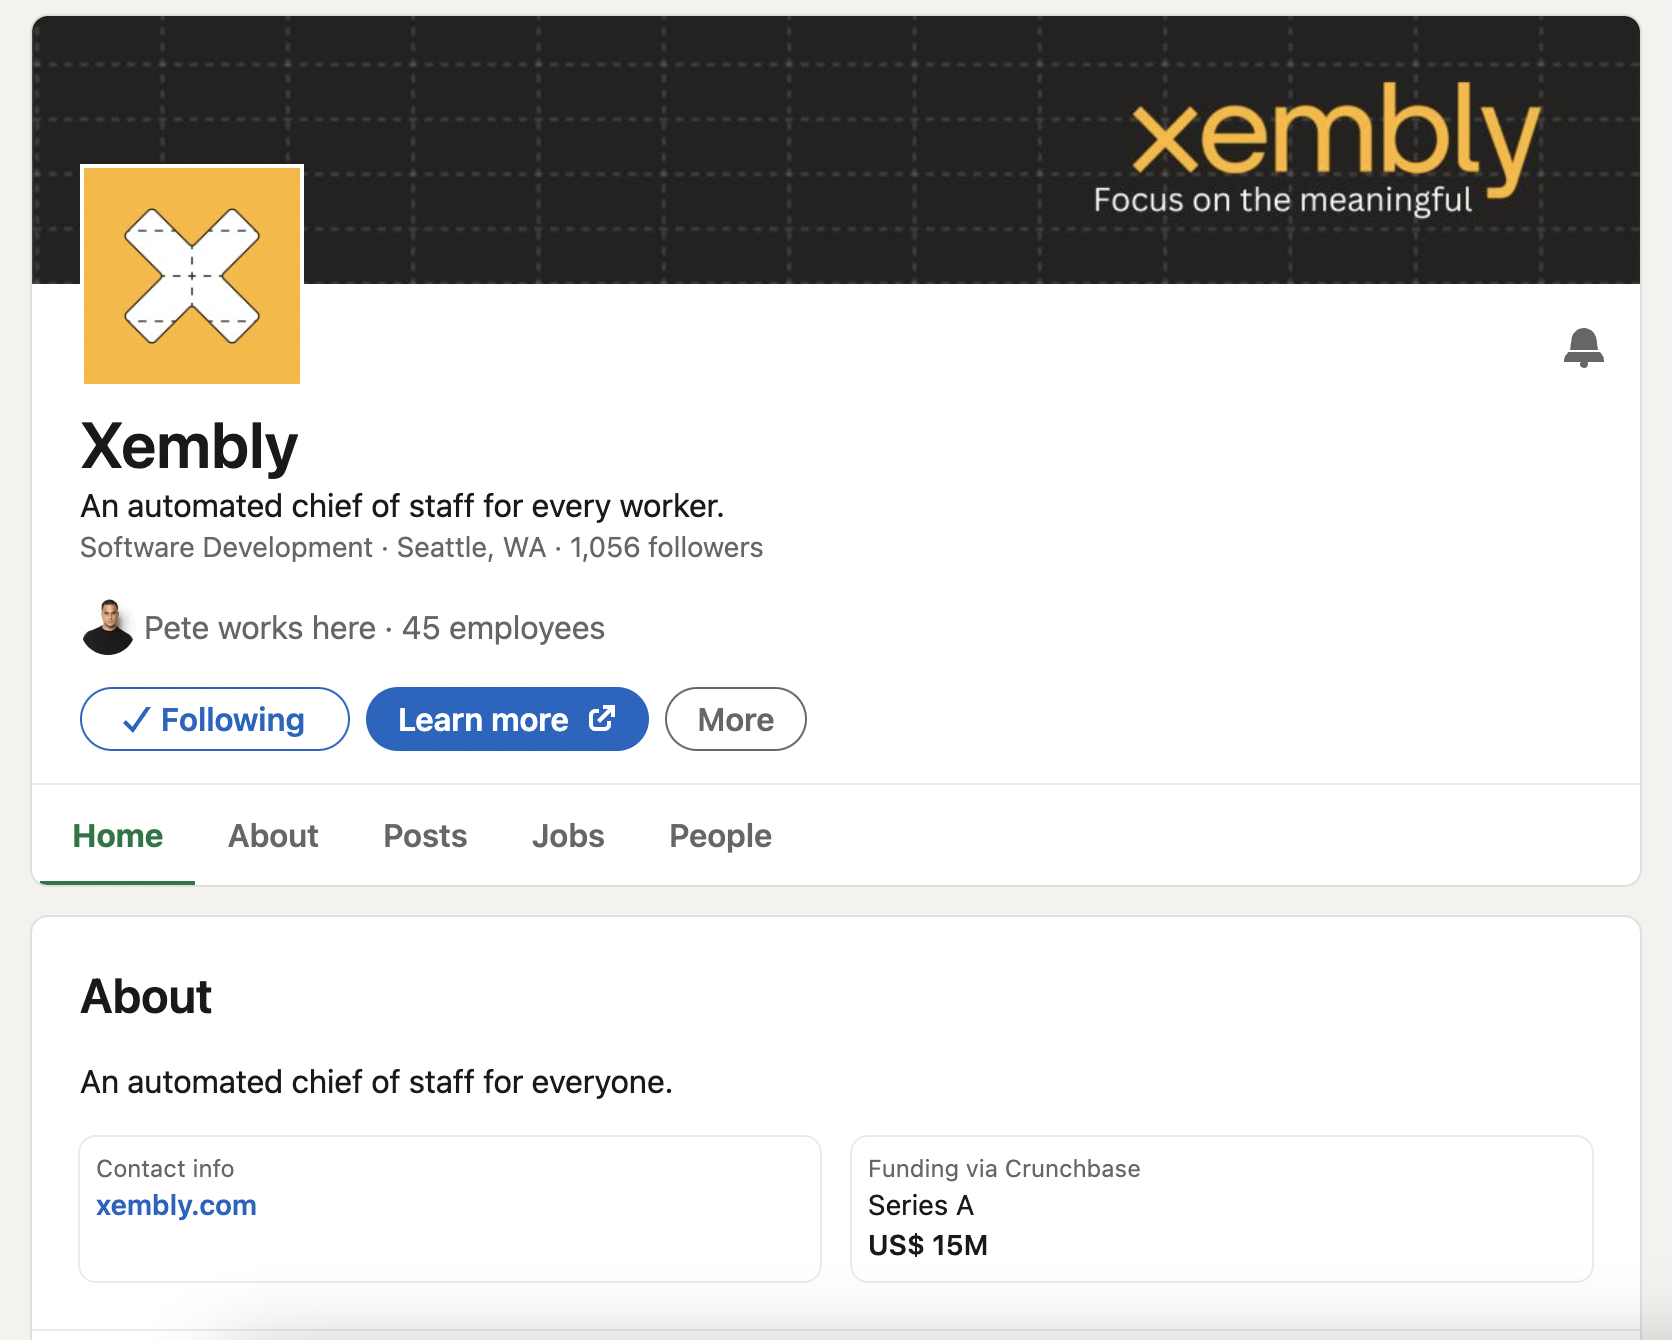 xembly
Focus on the meaningful
Xembly
An automated chief of staff for every worker.
Software Development · Seattle, WA · 1,056 followers
Pete works here · 45 employees
Following
Learn more
More
Home
About
Posts
Jobs
People
About
An automated chief of staff for everyone.
Contact info
xembly.com
Funding via Crunchbase
Series A
US$ 15M